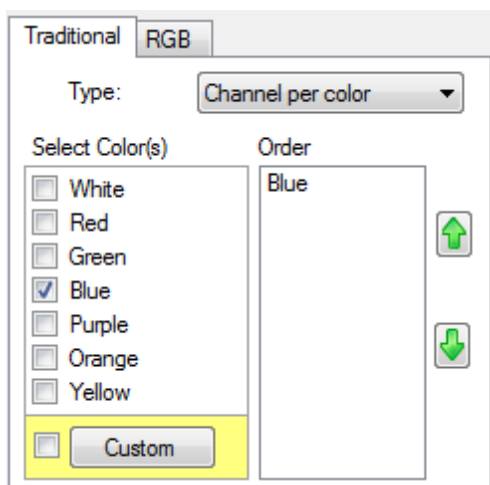 Traditional RGB
Type: Channel per color
Select Color(s) Order
White Blue
Red
Green
Blue
Purple
Orange
Yellow
Custom